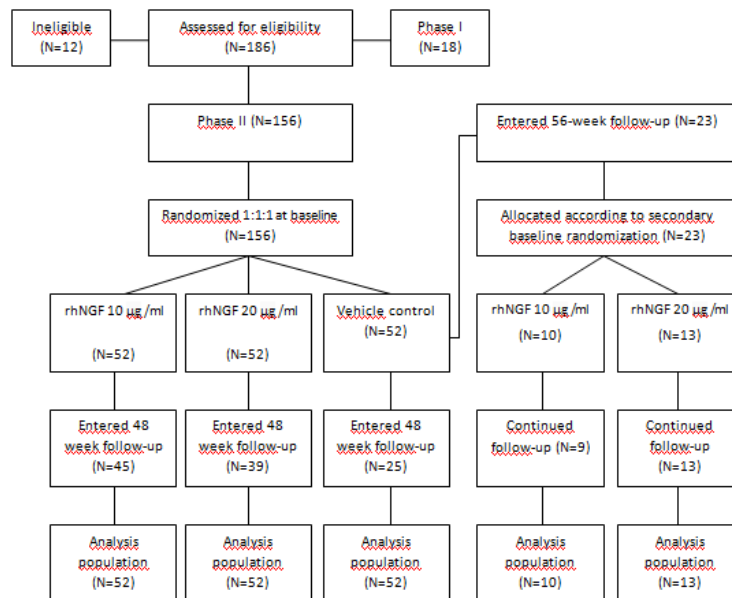 Ineligible
(N=12)
Assessed for eligibility
(N=186)
Phase I
(N=18)
Phase II (N=156)
Entered 56-week follow-up (N=23)
Randomized 1:1:1 at baseline
(N=156)
Allocated according to secondary
baseline randomization (N=23)
rhNGF 10 µg/ml
(N=52)
rhNGF 20 µg/ml
(N=52)
Vehicle control
(N=52)
rhNGF 10 µg/ml
(N=10)
rhNGF 20 µg/ml
(N=13)
Entered 48
week follow-up
(N=45)
Entered 48
week follow-up
(N=39)
Entered 48
week follow-up
(N=25)
Continued
follow-up (N=9)
Continued
follow-up
(N=13)
Analysis
population
(N=52)
Analysis
population
(N=52)
Analysis
population
(N=52)
Analysis
population
(N=10)
Analysis
population
(N=13)